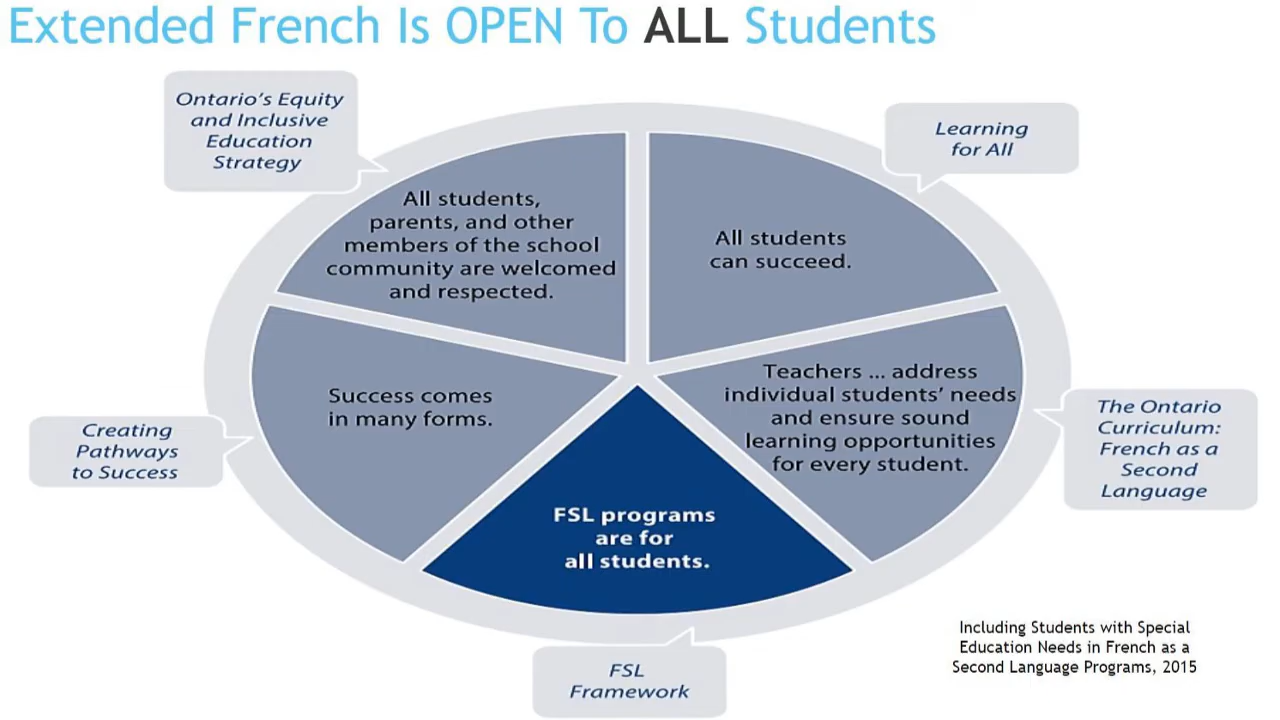 Extended French Is OPEN To ALL Students
Ontario's Equity
and Inclusive
Education
Strategy
Learning
for All
All students,
parents, and other
members of the school
community are welcomed
and respected.
All students
can succeed.
Success comes
in many forms.
Teachers ... address
individual students' needs
and ensure sound
learning opportunities
for every student.
Creating
Pathways
to Success
The Ontario
Curriculum:
French as a
Second
Language
FSL programs
are for
all students.
FSL
Framework
Including Students with Special
Education Needs in French as a
Second Language Programs, 2015